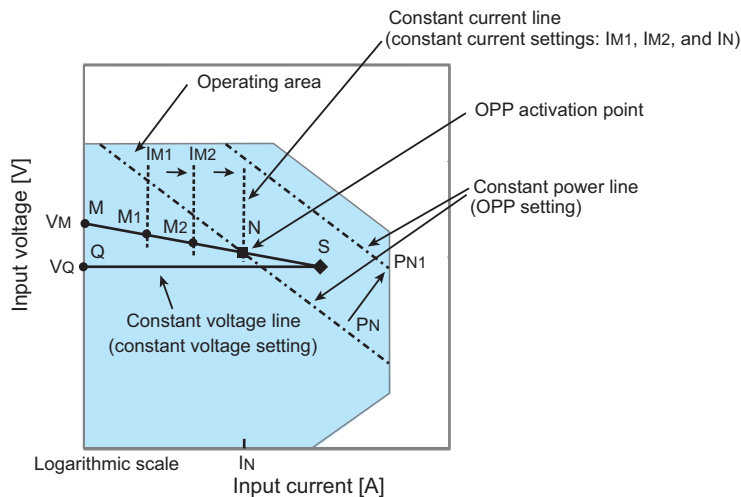 Constant current line
(constant current settings: IM1, IM2, and IN)
Operating area
OPP activation point
IM1
IM2
Constant power line
(OPP setting)
VM
M
M1
M2
N
S
VQ
Q
PN1
PN
Constant voltage line
(constant voltage setting)
Input voltage [V]
Logarithmic scale
IN
Input current [A]